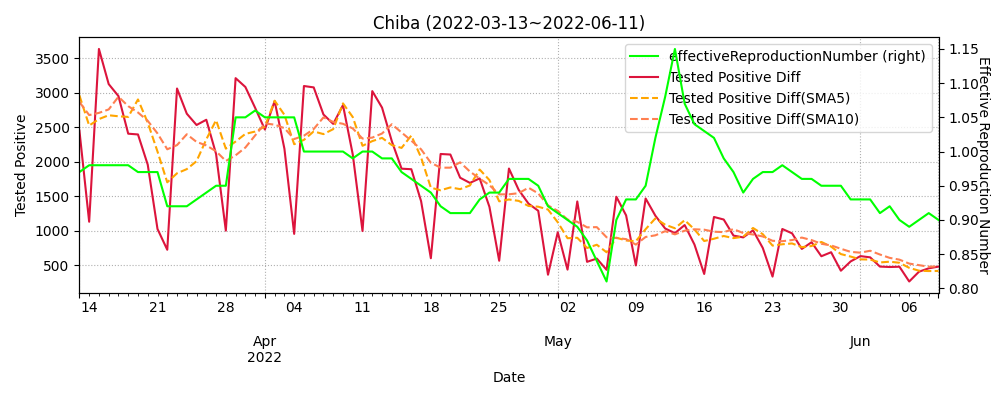 Chiba (2022-03-13~2022-06-11)
effectiveReproductionNumber (right)
Tested Positive Diff
Tested Positive Diff(SMA5)
Tested Positive Diff(SMA10)
Tested Positive
3500
3000
2500
2000
1500
1000
500
1.15
1.10
1.05
1.00
0.95
0.90
0.85
0.80
Effective Reproduction Number
14 21 28 04 11 18 25 02 09 16 23 30 06
Apr May Jun
2022
Date